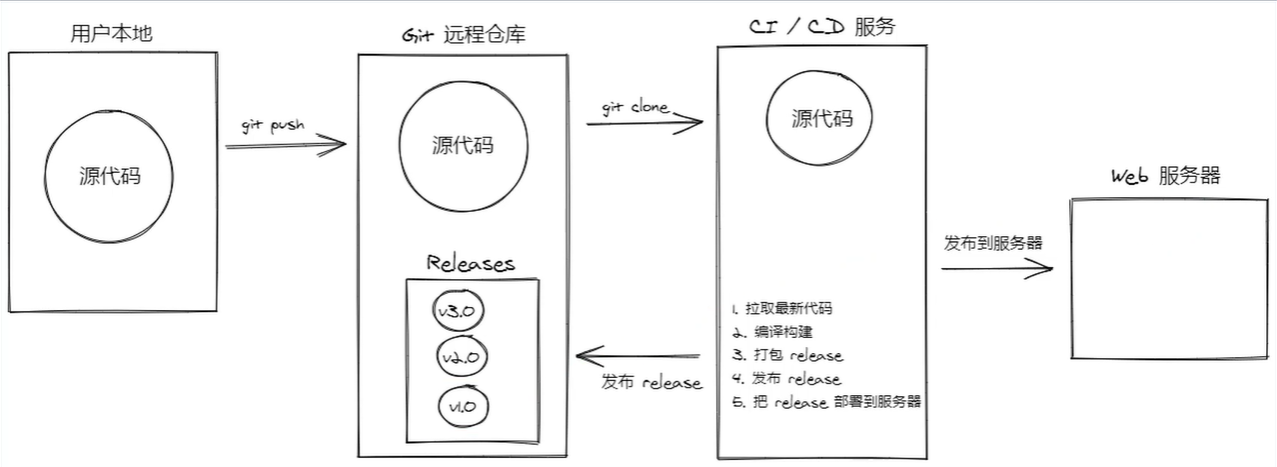 用户本地
源代码
git push
Git 远程仓库
源代码
Releases
v3.0
v2.0
v1.0
git clone
发布 release
CI / CD 服务
源代码
1. 拉取最新代码
2. 编译构建
3. 打包 release
4. 发布 release
5. 把 release 部署到服务器
发布到服务器
Web 服务器